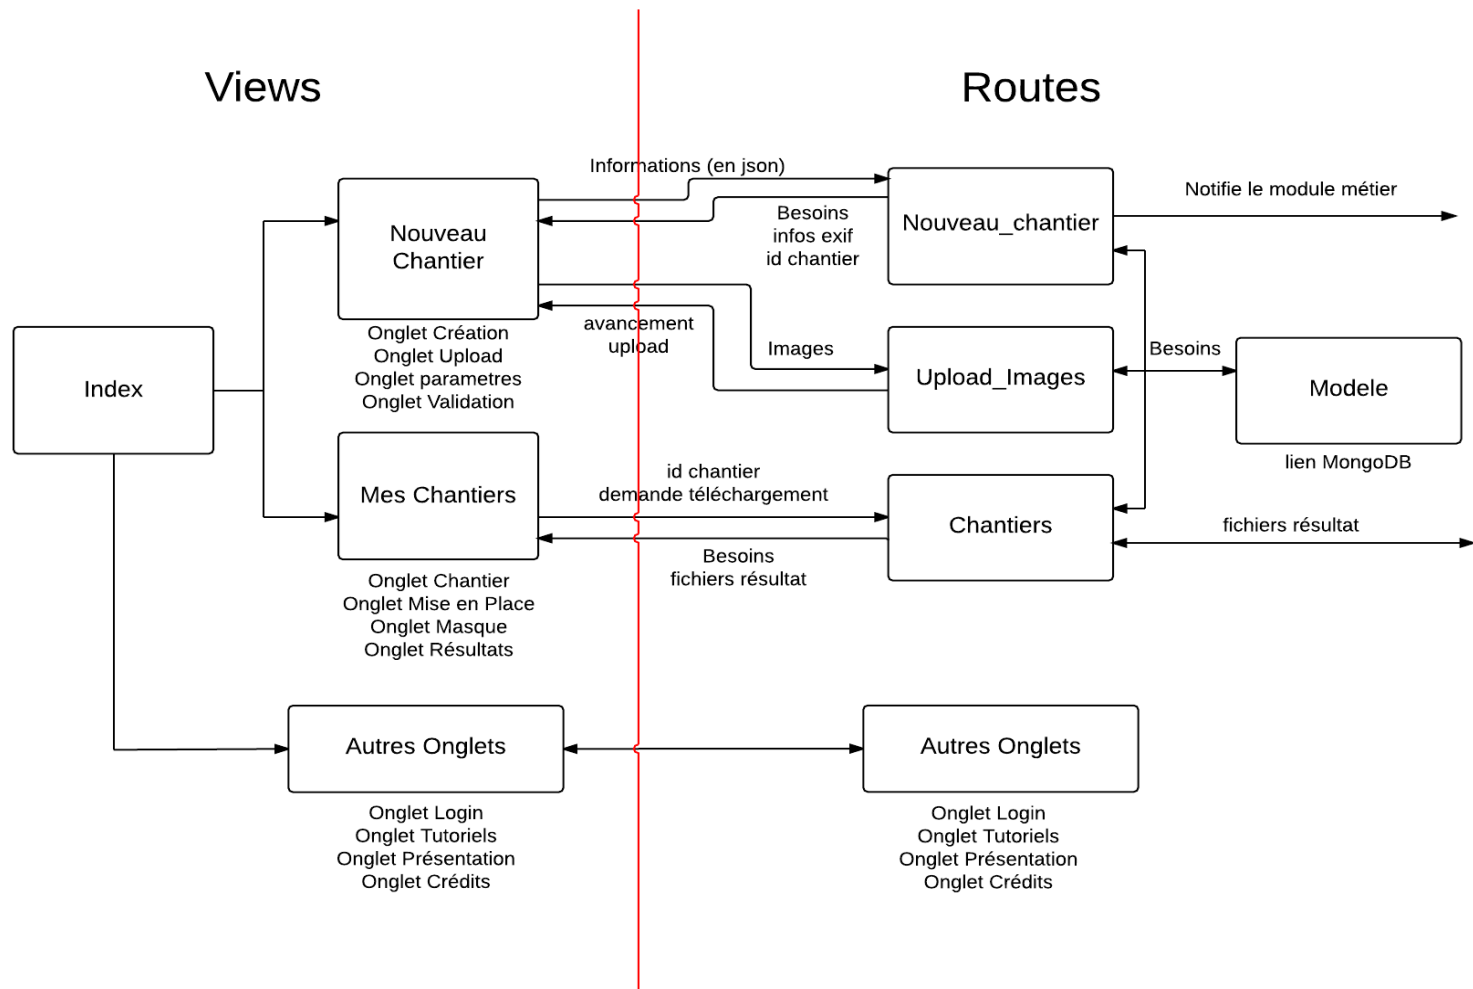 Views
Routes
Informations (en json)
Notifie le module métier
Nouveau
Chantier
Besoins
infos exif
id chantier
Nouveau_chantier
Onglet Création
Onglet Upload
Onglet parametres
Onglet Validation
avancement
upload
Images
Upload_Images
Besoins
Index
Modele
lien MongoDB
Mes Chantiers
id chantier
demande téléchargement
Chantiers
fichiers résultat
Besoins
fichiers résultat
Onglet Chantier
Onglet Mise en Place
Onglet Masque
Onglet Résultats
Autres Onglets
Autres Onglets
Onglet Login
Onglet Tutoriels
Onglet Présentation
Onglet Crédits
Onglet Login
Onglet Tutoriels
Onglet Présentation
Onglet Crédits